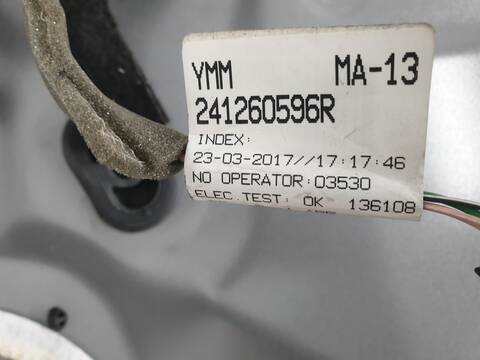 YMM MA-13
241260596R
INDEX:
23-03-2017//17:17:46
NO OPERATOR:03530
ELEC.TEST: OK 136108